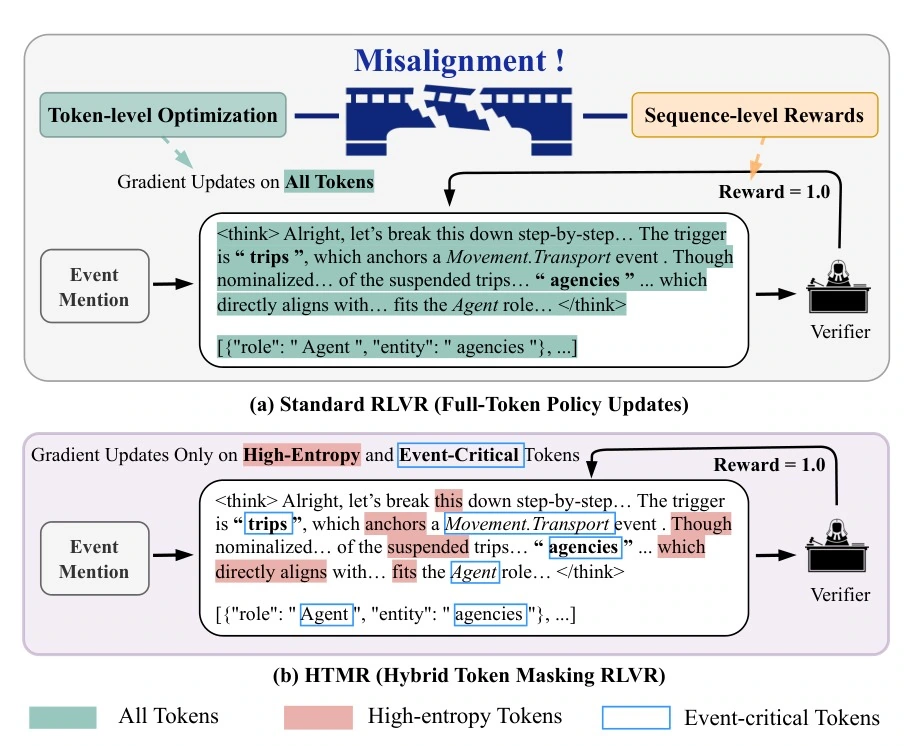 Misalignment !
Token-level Optimization
Sequence-level Rewards
Gradient Updates on All Tokens
Reward = 1.0
Event
Mention
<think> Alright, let's break this down step-by-step… The trigger
is “ trips ”, which anchors a Movement.Transport event . Though
nominalized… of the suspended trips… “ agencies ” ... which
directly aligns with… fits the Agent role… </think>
[{"role": " Agent ", "entity": " agencies "}, ...]
Verifier
(a) Standard RLVR (Full-Token Policy Updates)
Gradient Updates Only on High-Entropy and Event-Critical Tokens
Reward = 1.0
Event
Mention
<think> Alright, let's break this down step-by-step… The trigger
is “ trips ”, which anchors a Movement.Transport event . Though
nominalized… of the suspended trips… “ agencies ” ... which
directly aligns with… fits the Agent role… </think>
[{"role": " Agent ", "entity": " agencies "}, ...]
Verifier
(b) HTMR (Hybrid Token Masking RLVR)
All Tokens
High-entropy Tokens
Event-critical Tokens